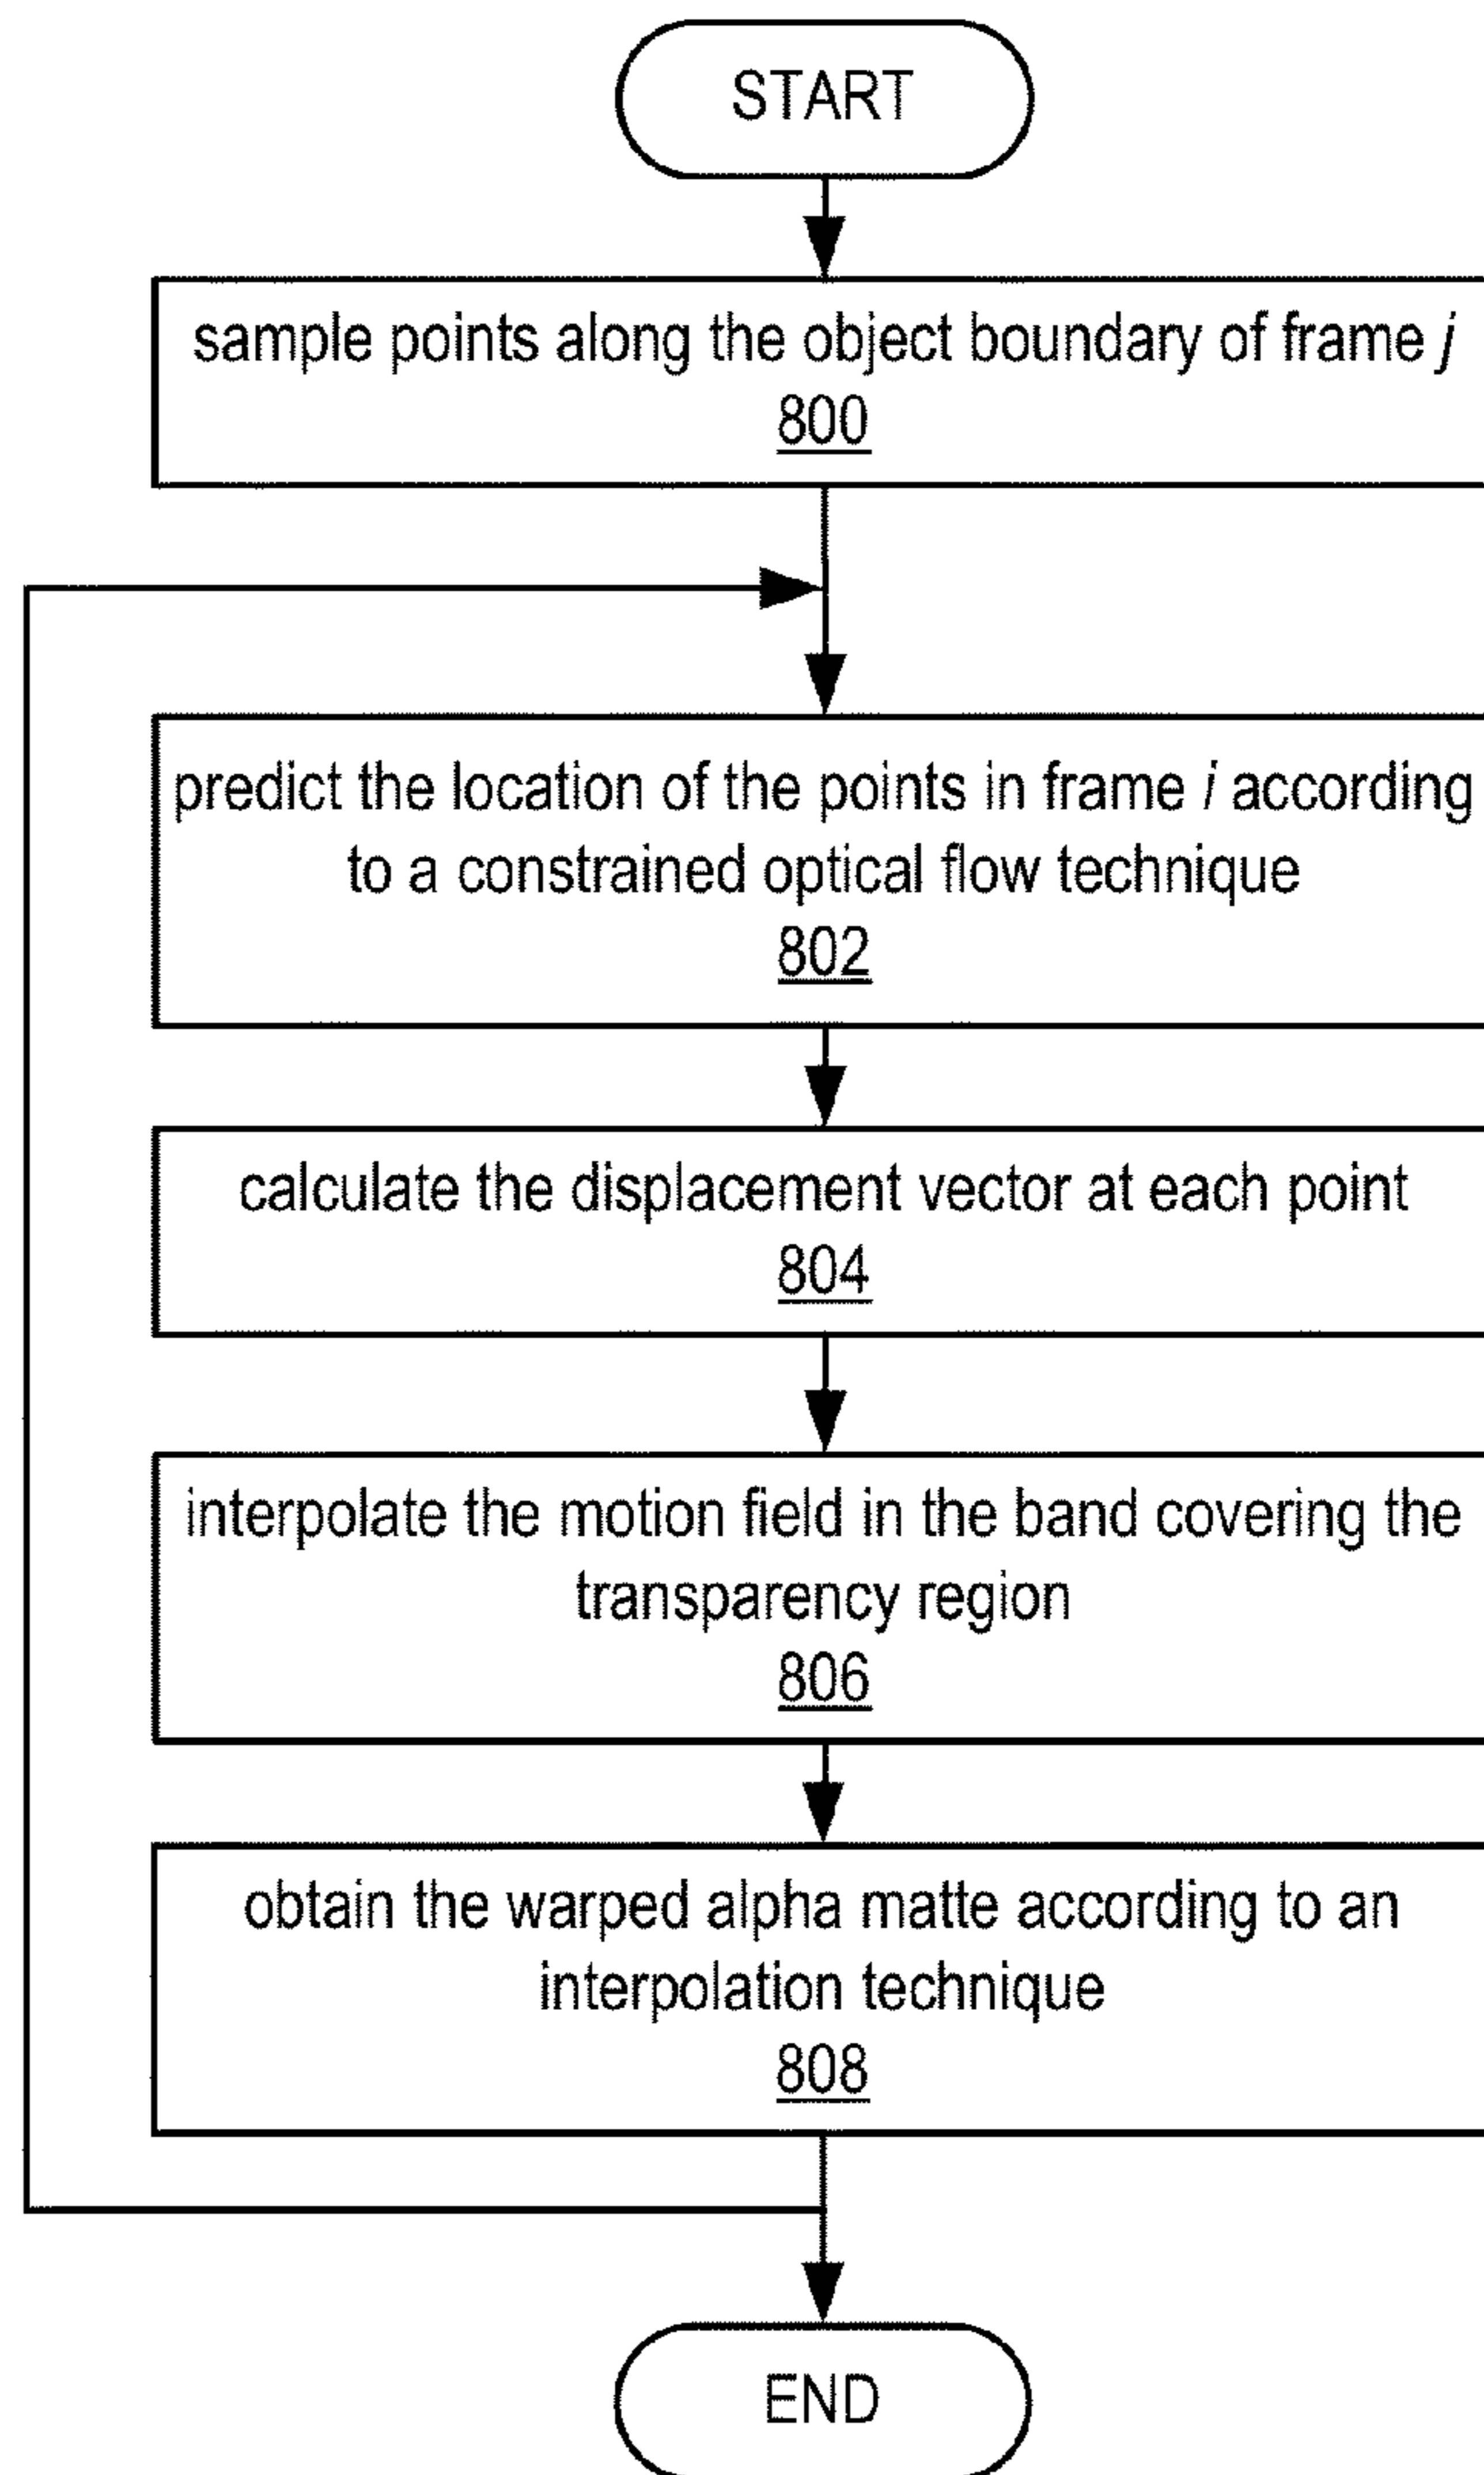 START
sample points along the object boundary of frame j
800
predict the location of the points in frame i according
to a constrained optical flow technique
802
calculate the displacement vector at each point
804
interpolate the motion field in the band covering the
transparency region
806
obtain the warped alpha matte according to an
interpolation technique
808
END